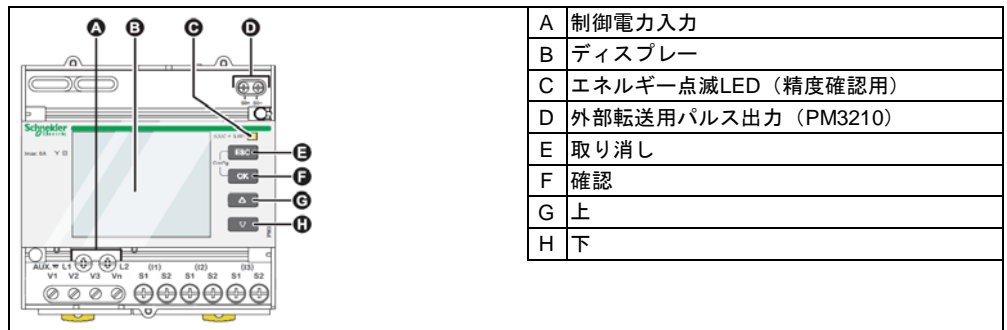 A B C D
A 制御電力入力
B ディスプレー
C エネルギー点滅LED（精度確認用）
D 外部転送用パルス出力（PM3210）
E 取り消し
F 確認
G 上
H 下
Schneider
Imax: 6A
ESC E
Config.
OK F
G
H
B
AUX. L1 L2 (I1) (I2) (I3)
V1 V2 V3 Vn S1 S2 S1 S2 S1 S2